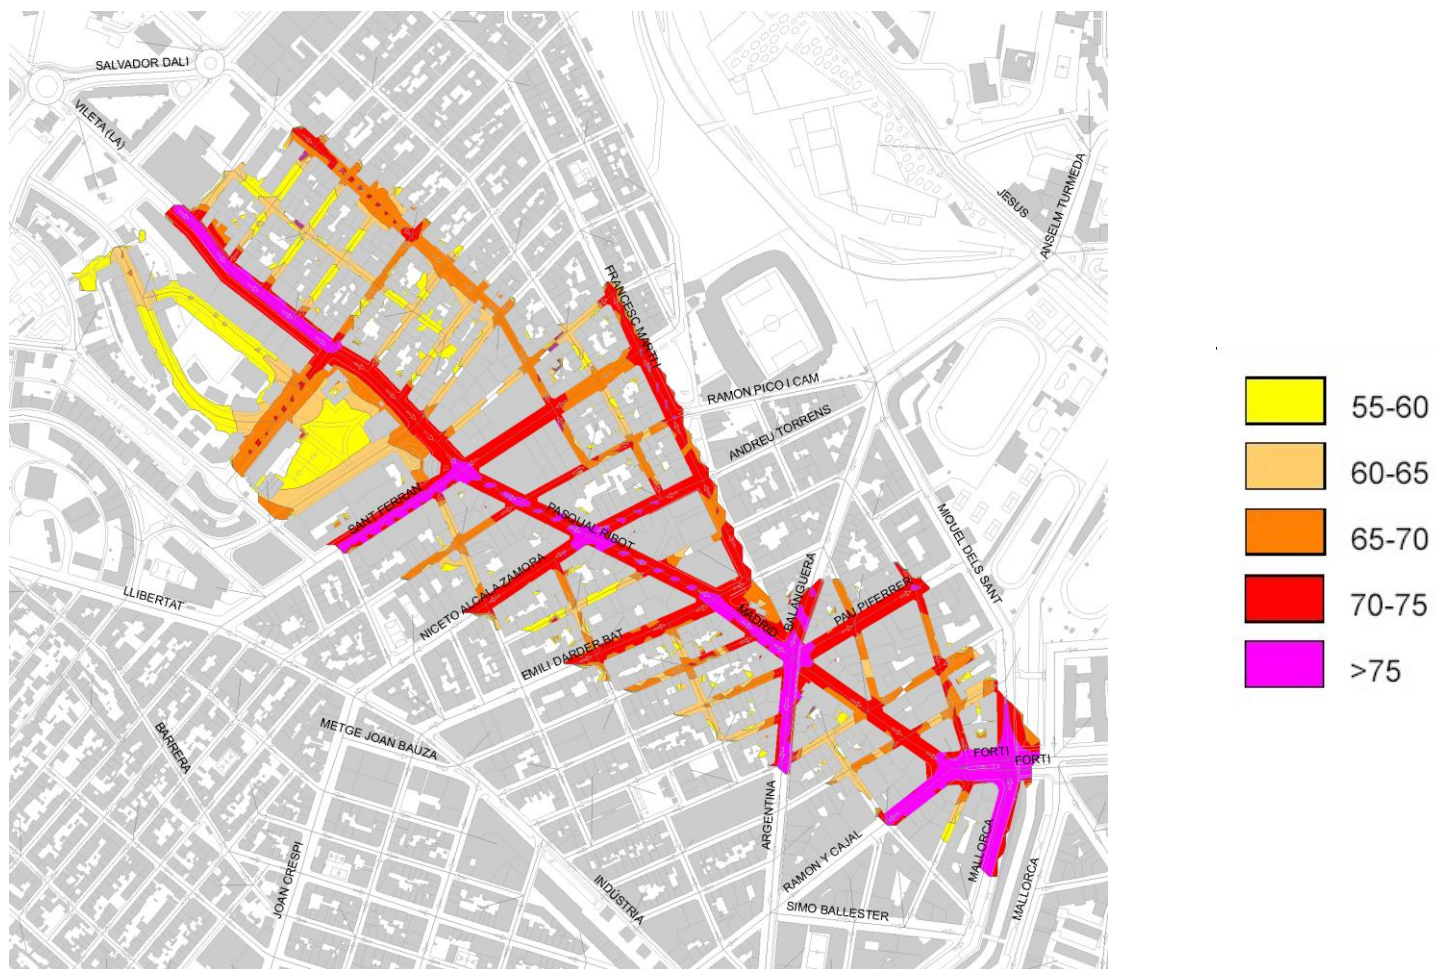 SALVADOR DALI
VILETA (LA)
JESUS
ANSELM TURMEDA
FRANCESC MARTI I
RAMON PICO I CAM
ANDREU TORRENS
55-60
60-65
65-70
70-75
>75
SANT FERRAN
PASQUAL RIBOT
MIQUEL DELS SANT
LLIBERTAT
NICETO ALCALA ZAMORA
BALANGUERA
MADRID
PAU PIFERRER
EMILI DARDER BAT
METGE JOAN BAUZA
BARRERA
FORTI
FORTI
ARGENTINA
RAMON Y CAJAL
MALLORCA
MALLORCA
JOAN CRESPI
INDÚSTRIA
SIMO BALLESTER